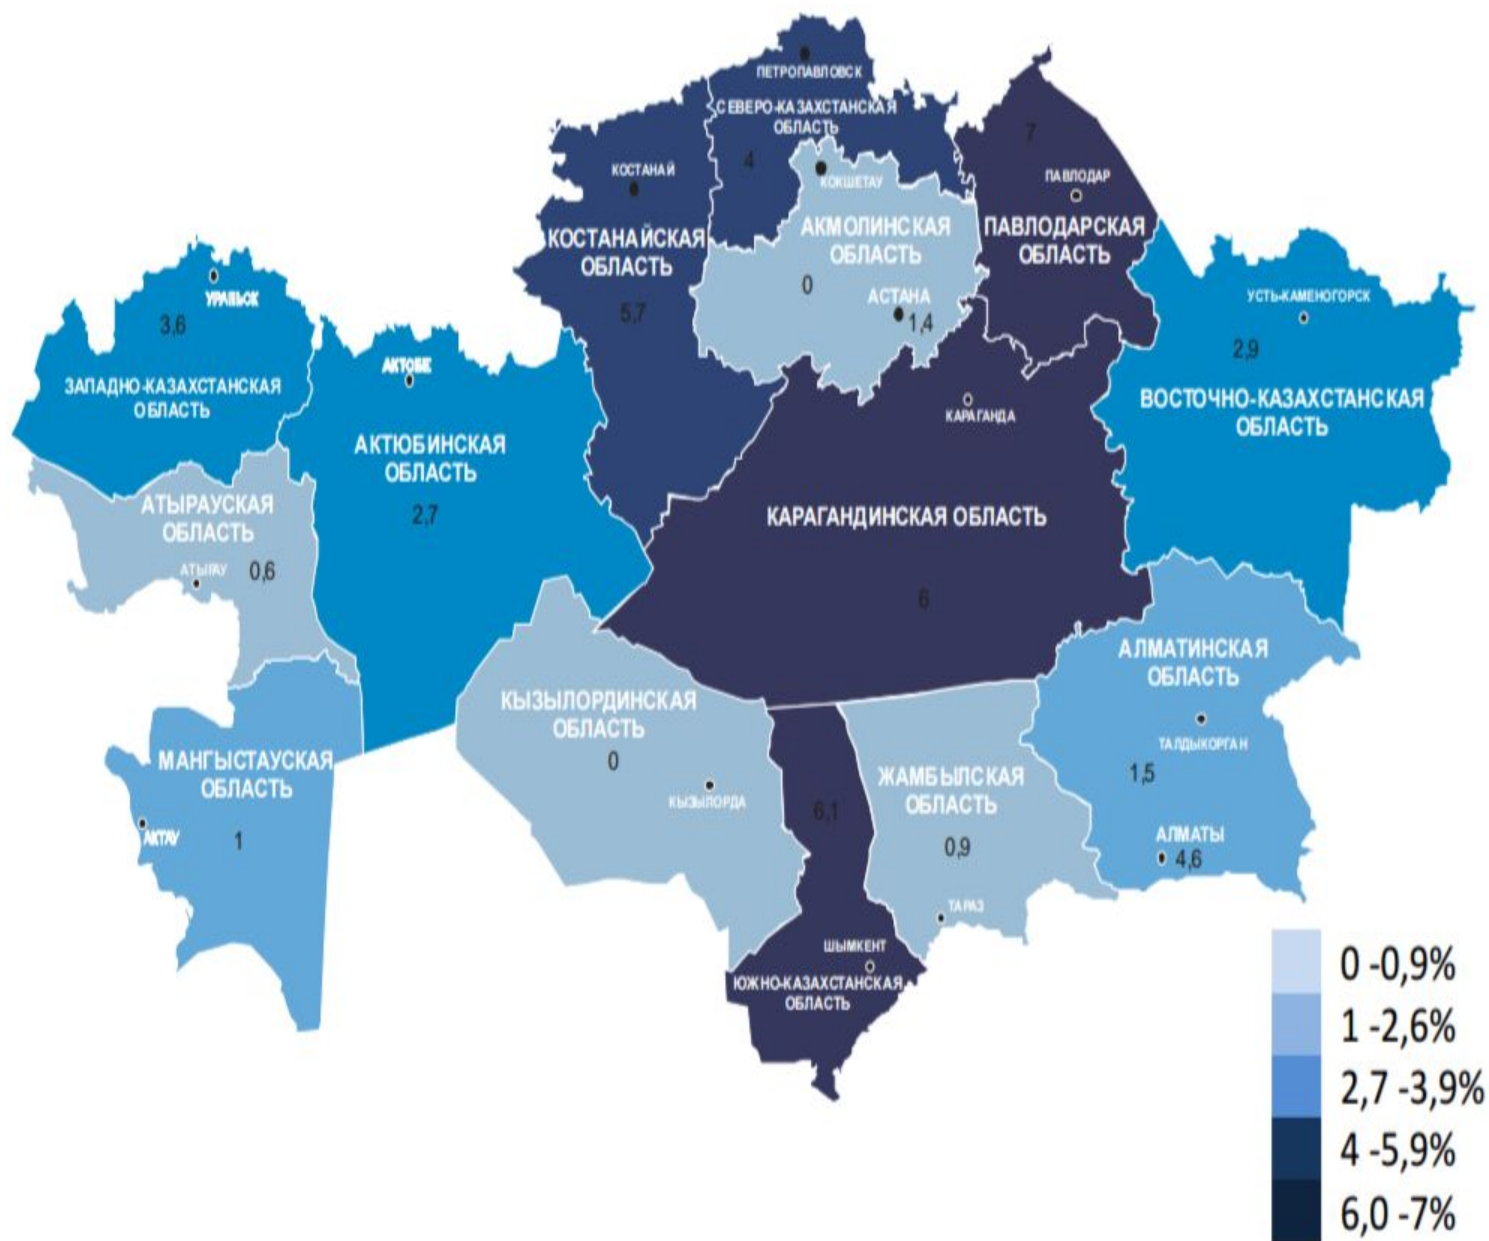 ПЕТРОПАВЛОВСК
СЕВЕРО-КАЗАХСТАНСКАЯ
ОБЛАСТЬ
4
7
КОСТАНАЙ
КОКШЕТАУ
ПАВЛОДАР
КОСТАНАЙСКАЯ
ОБЛАСТЬ
5,7
АКМОЛИНСКАЯ
ОБЛАСТЬ
0
АСТАНА
1,4
ПАВЛОДАРСКАЯ
ОБЛАСТЬ
УРАЛЬСК
3,6
ЗАПАДНО-КАЗАХСТАНСКАЯ
ОБЛАСТЬ
АКТОБЕ
АКТЮБИНСКАЯ
ОБЛАСТЬ
2,7
УСТЬ-КАМЕНОГОРСК
2,9
ВОСТОЧНО-КАЗАХСТАНСКАЯ
ОБЛАСТЬ
КАРАГАНДА
КАРАГАНДИНСКАЯ ОБЛАСТЬ
6
АТЫРАУСКАЯ
ОБЛАСТЬ
АТЫРАУ
0,6
МАНГЫСТАУСКАЯ
ОБЛАСТЬ
АКТАУ
1
КЫЗЫЛОРДИНСКАЯ
ОБЛАСТЬ
0
КЫЗЫЛОРДА
6,1
ЖАМБЫЛСКАЯ
ОБЛАСТЬ
0,9
ТАРАЗ
АЛМАТИНСКАЯ
ОБЛАСТЬ
ТАЛДЫКОРГАН
1,5
АЛМАТЫ
4,6
ШЫМКЕНТ
ЮЖНО-КАЗАХСТАНСКАЯ
ОБЛАСТЬ
0 -0,9%
1 -2,6%
2,7 -3,9%
4 -5,9%
6,0 -7%